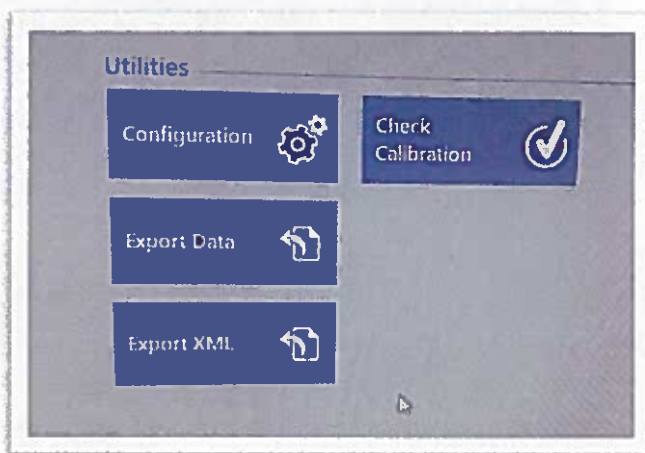 Utilities
Configuration
Check
Calibration
Export Data
Export XML